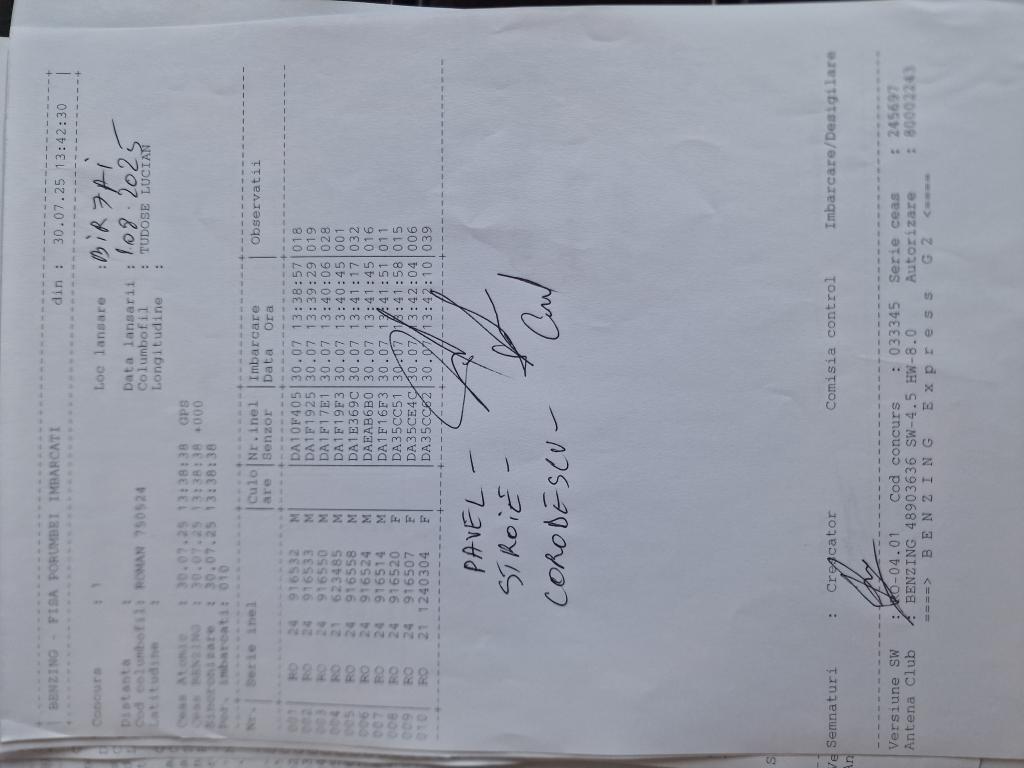 BENZING - FISA PORUMBEI IMBARCATI din : 30.07.25 13:42:30
Concurs : 1 Loc lansare : BIRZAI
Distanta : Data lansarii : 1.08.2025
Cod columbofil: ROMAN 750524 Columbofil : TUDOSE LUCIAN
Latitudine : Longitudine :
Ceas Atomic : 30.07.25 13:38:38 GPS
Ceas BENZING : 30.07.25 13:38:38 +000
Sincronizare : 30.07.25 13:38:38
Por. imbarcati: 010
Nr. | Serie inel | Culo | Nr.inel | Imbarcare | Observatii
are | Senzor | Data Ora
001 | RO 24 916532 M | DA10F405 | 30.07 13:38:57 | 018
002 | RO 24 916533 M | DA1F1925 | 30.07 13:39:29 | 019
003 | RO 24 916550 M | DA1F17E1 | 30.07 13:40:06 | 028
004 | RO 21 623485 M | DA1F19F3 | 30.07 13:40:45 | 001
005 | RO 24 916558 M | DA1E369C | 30.07 13:41:17 | 032
006 | RO 24 916524 M | DAEAB6B0 | 30.07 13:41:45 | 016
007 | RO 24 916514 M | DA1F16F3 | 30.07 13:41:51 | 011
008 | RO 24 916520 F | DA35CC51 | 30.07 13:41:58 | 015
009 | RO 24 916507 F | DA35CE4C | 30.07 13:42:04 | 006
010 | RO 21 1240304 F | 30.07 13:42:10 | 039
PAVEL -
STROIE -
CORODESCU -
Semnaturi : Crescator Comisia control Imbarcare/Desigilare
Versiune SW : RO-04.01 Cod concurs : 033345 Serie ceas : 245697
Antena Club : BENZING 48903636 SW-4.5 HW-8.0 Autorizare : 80002243
====> B E N Z I N G E x p r e s s G 2 <====